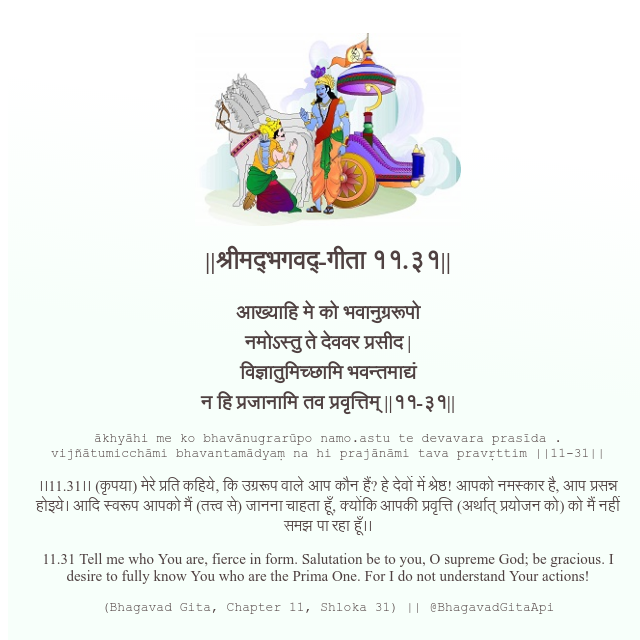 ||श्रीमद्‍भगवद्‍-गीता ११.३१||
आख्याहि मे को भवानुग्ररूपो
नमोऽस्तु ते देववर प्रसीद |
विज्ञातुमिच्छामि भवन्तमाद्यं
न हि प्रजानामि तव प्रवृत्तिम् ||११-३१||
ākhyāhi me ko bhavānugrarūpo namo.astu te devavara prasīda .
vijñātumicchāmi bhavantamādyaṃ na hi prajānāmi tava pravṛttim ||11-31||
।।11.31।। (कृपया) मेरे प्रति कहिये, कि उग्ररूप वाले आप कौन हैं? हे देवों में श्रेष्ठ! आपको नमस्कार है, आप प्रसन्न
होइये। आदि स्वरूप आपको मैं (तत्त्व से) जानना चाहता हूँ, क्योंकि आपकी प्रवृत्ति (अर्थात् प्रयोजन को) को मैं नहीं
समझ पा रहा हूँ।।
11.31 Tell me who You are, fierce in form. Salutation be to you, O supreme God; be gracious. I
desire to fully know You who are the Prima One. For I do not understand Your actions!
(Bhagavad Gita, Chapter 11, Shloka 31) || @BhagavadGitaApi